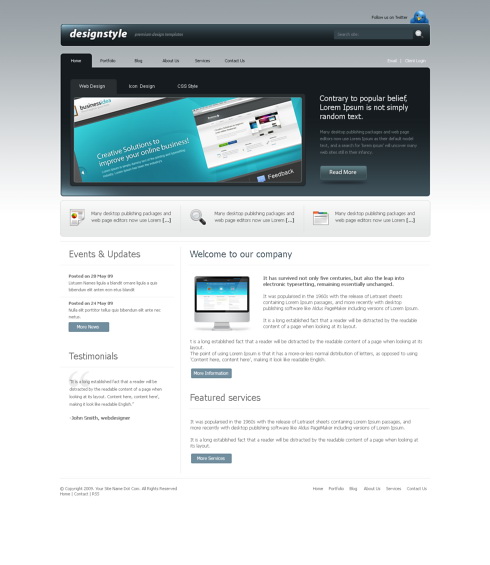 Follow us on Twitter
designstyle premium design templates
Search site...
Home Portfolio Blog About Us Services Contact Us
Email | Client Login
Web Design Icon Design CSS Style
businessidea
Creative Solutions to
improve your online business!
Feedback
Contrary to popular belief,
Lorem Ipsum is not simply
random text.
Many desktop publishing packages and web page
editors now use Lorem Ipsum as their default model
text, and a search for 'lorem ipsum' will uncover many
web sites still in their infancy.
Read More
Many desktop publishing packages and
web page editors now use Lorem [...]
Many desktop publishing packages and
web page editors now use Lorem [...]
Many desktop publishing packages and
web page editors now use Lorem [...]
Events & Updates
Posted on 28 May 09
bibendum elit non eros blandit
Posted on 24 May 09
Nulla elit porttitor tellus quo bibendum elit vitae
metus.
More News
Testimonials
"It is a long established fact that a reader will be
distracted by the readable content of a page when
looking at its layout. Content here, content here',
making it look like readable English."
-John Smith, webdesigner
Welcome to our company
It has survived not only five centuries, but also the leap into
electronic typesetting, remaining essentially unchanged.
It was popularised in the 1960s with the release of Letraset sheets
containing Lorem Ipsum passages, and more recently with desktop
publishing software like Aldus PageMaker including versions of Lorem Ipsum.
It is a long established fact that a reader will be distracted by the readable
content of a page when looking at its layout.
t is a long established fact that a reader will be distracted by the readable content of a page when looking at its
layout.
The point of using Lorem Ipsum is that it has a more-or-less normal distribution of letters, as opposed to using
'Content here, content here', making it look like readable English.
More Information
Featured services
It was popularised in the 1960s with the release of Letraset sheets containing Lorem Ipsum passages, and
more recently with desktop publishing software like Aldus PageMaker including versions of Lorem Ipsum.
It is a long established fact that a reader will be distracted by the readable content of a page when looking at
its layout.
More Services
© Copyright 2009. Your Site Name Dot Com. All Rights Reserved
Home | Contact | RSS
Home Portfolio Blog About Us Services Contact Us